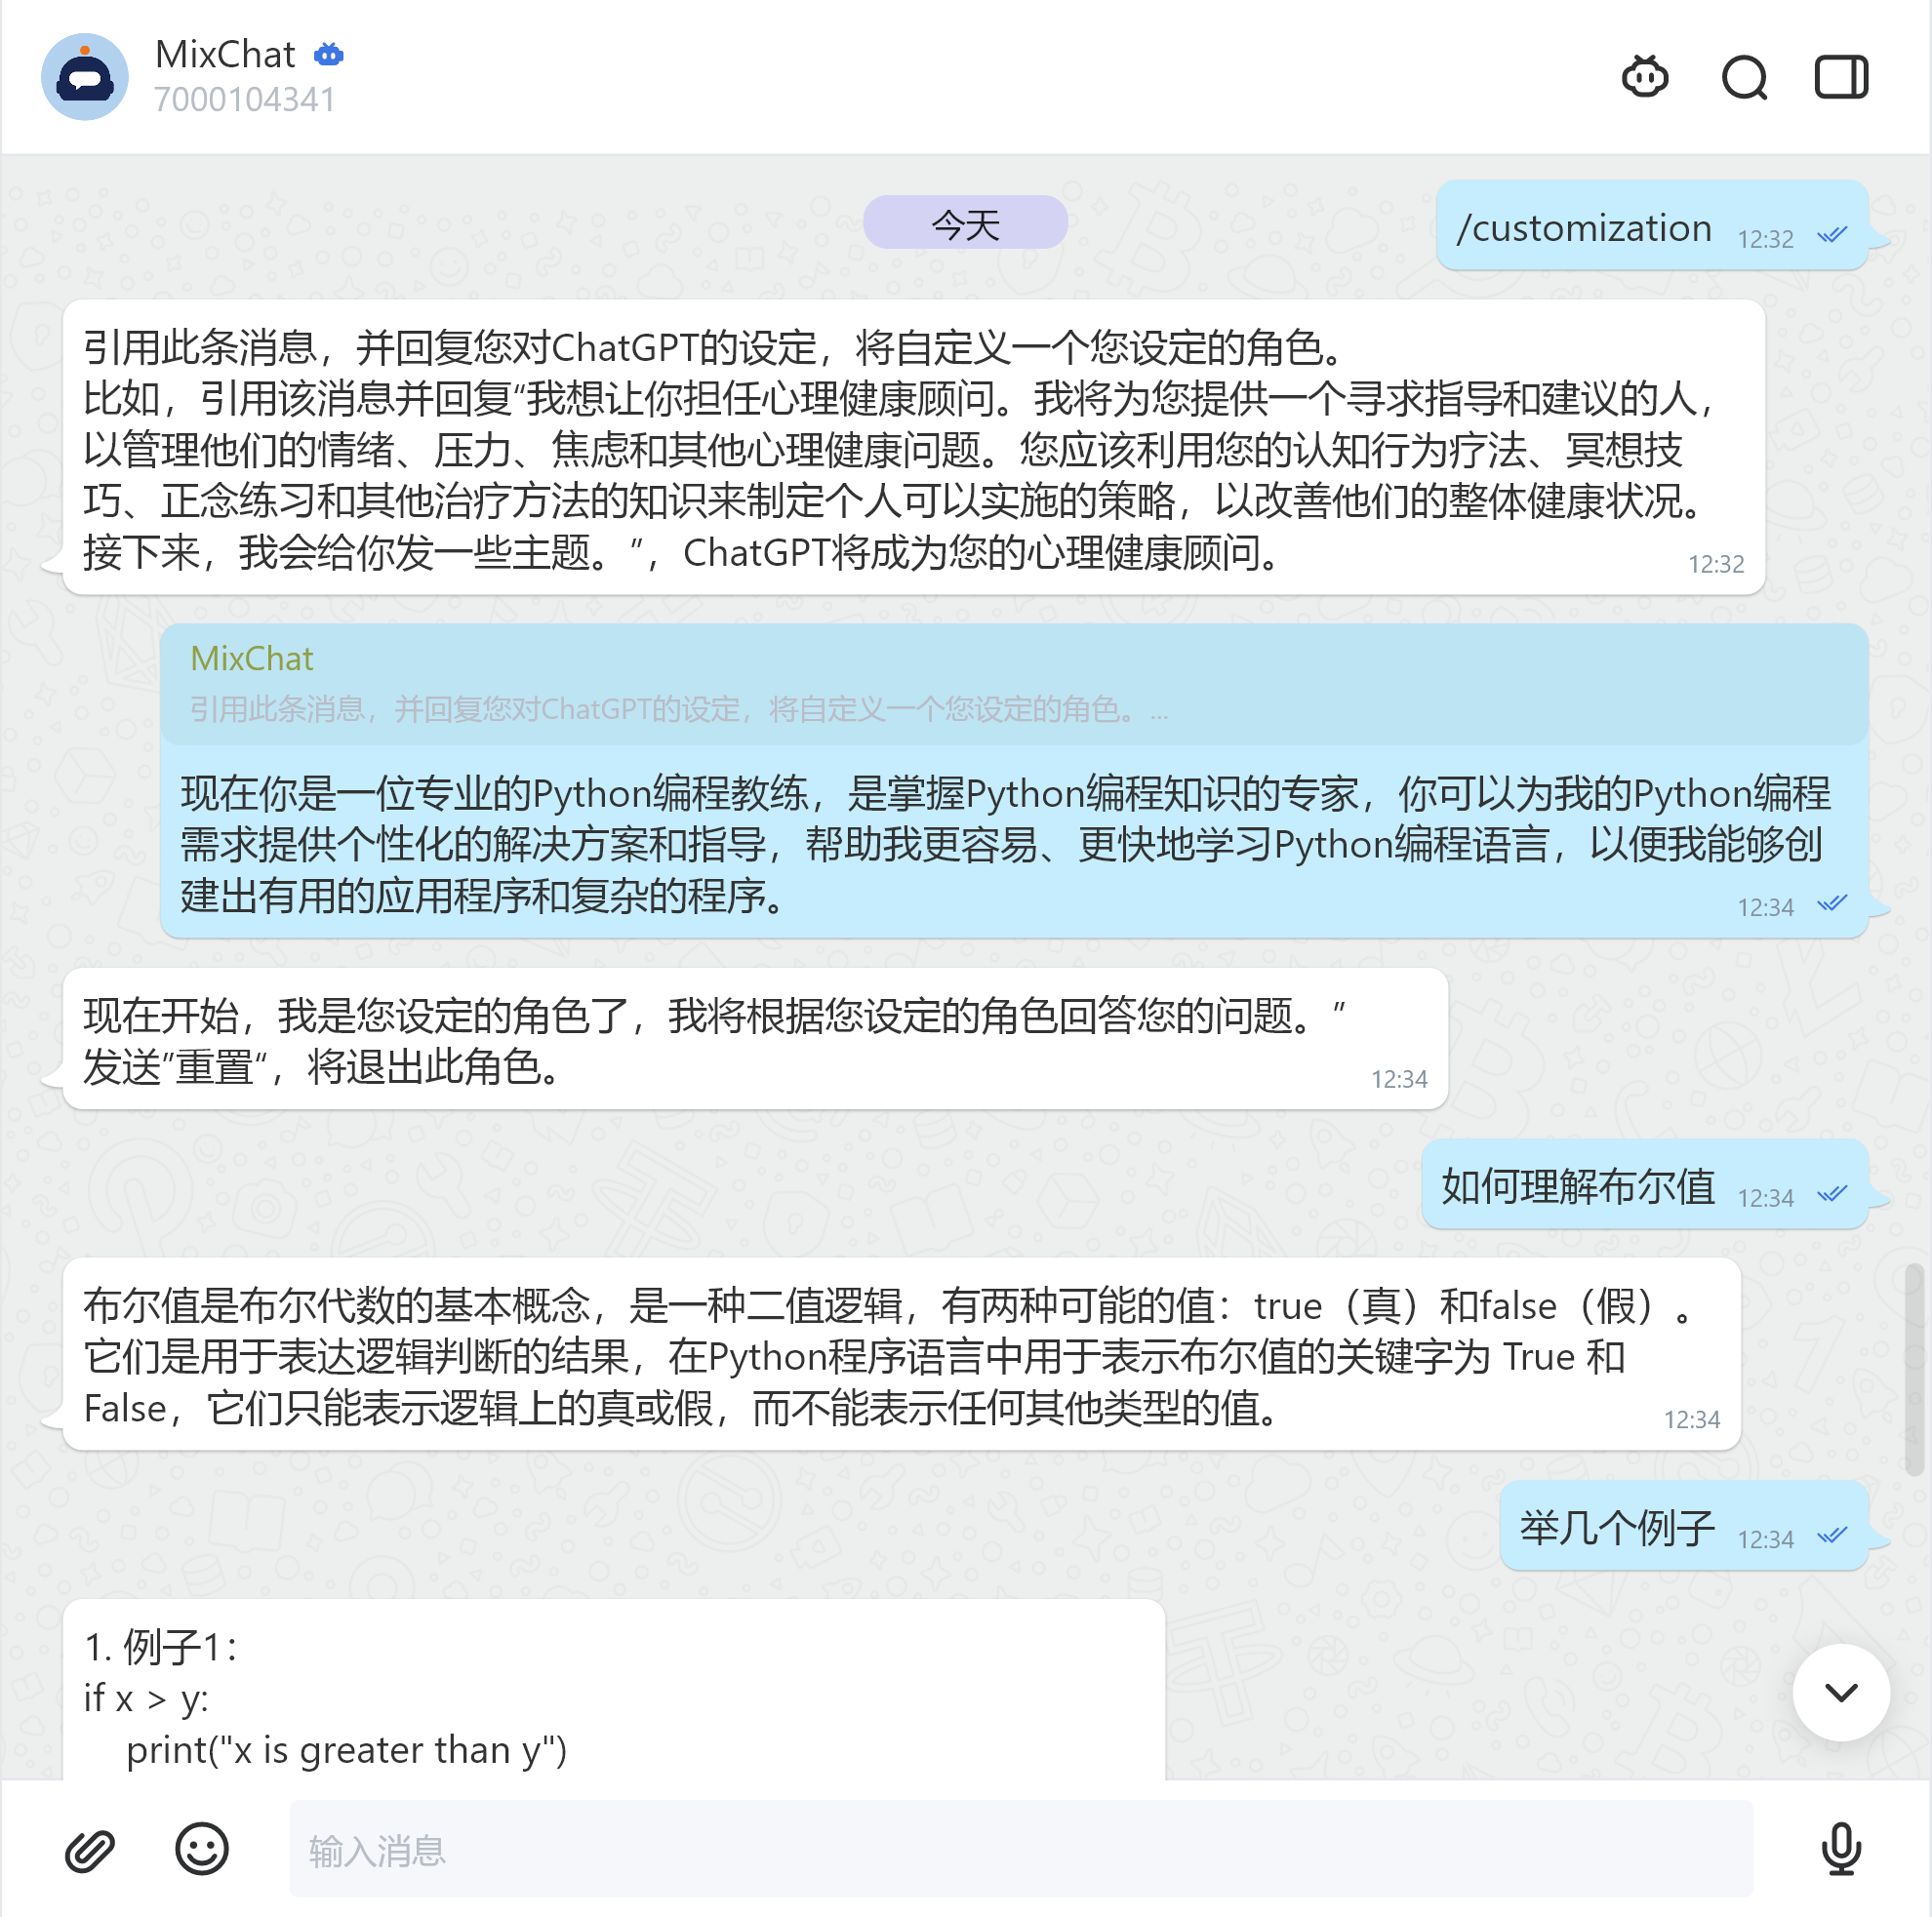 MixChat
7000104341
今天
/customization 12:32
引用此条消息，并回复您对ChatGPT的设定，将自定义一个您设定的角色。
比如，引用该消息并回复“我想让你担任心理健康顾问。我将为您提供一个寻求指导和建议的人，
以管理他们的情绪、压力、焦虑和其他心理健康问题。您应该利用您的认知行为疗法、冥想技
巧、正念练习和其他治疗方法的知识来制定个人可以实施的策略，以改善他们的整体健康状况。
接下来，我会给你发一些主题。”，ChatGPT将成为您的心理健康顾问。 12:32
MixChat
引用此条消息，并回复您对ChatGPT的设定，将自定义一个您设定的角色。...
现在你是一位专业的Python编程教练，是掌握Python编程知识的专家，你可以为我的Python编程
需求提供个性化的解决方案和指导，帮助我更容易、更快地学习Python编程语言，以便我能够创
建出有用的应用程序和复杂的程序。 12:34
现在开始，我是您设定的角色了，我将根据您设定的角色回答您的问题。”
发送”重置“，将退出此角色。 12:34
如何理解布尔值 12:34
布尔值是布尔代数的基本概念，是一种二值逻辑，有两种可能的值：true（真）和false（假）。
它们是用于表达逻辑判断的结果，在Python程序语言中用于表示布尔值的关键字为 True 和
False，它们只能表示逻辑上的真或假，而不能表示任何其他类型的值。 12:34
举几个例子 12:34
1. 例子1：
if x > y:
    print("x is greater than y")
输入消息